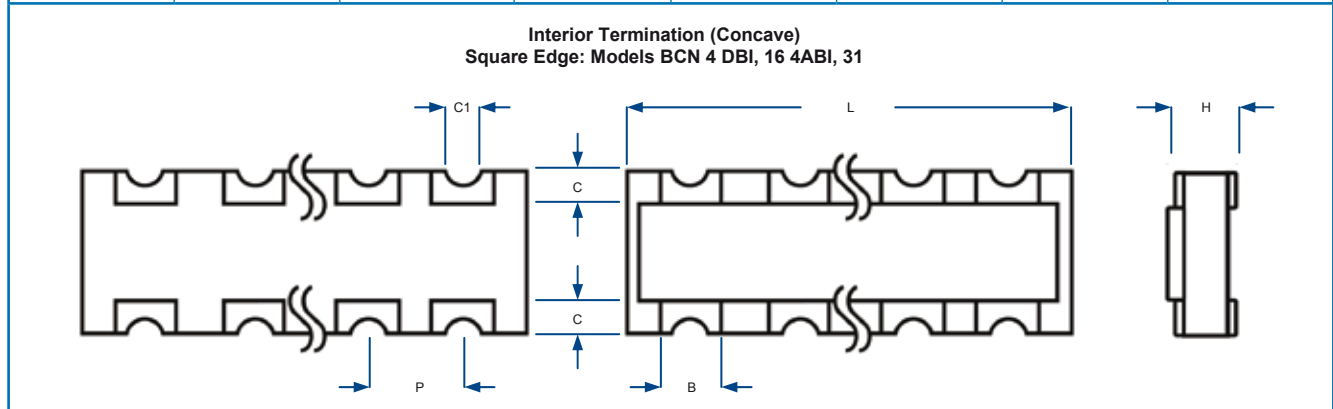 Interior Termination (Concave)
Square Edge: Models BCN 4 DBI, 16 4ABI, 31
C1
L
H
C
C
P
B